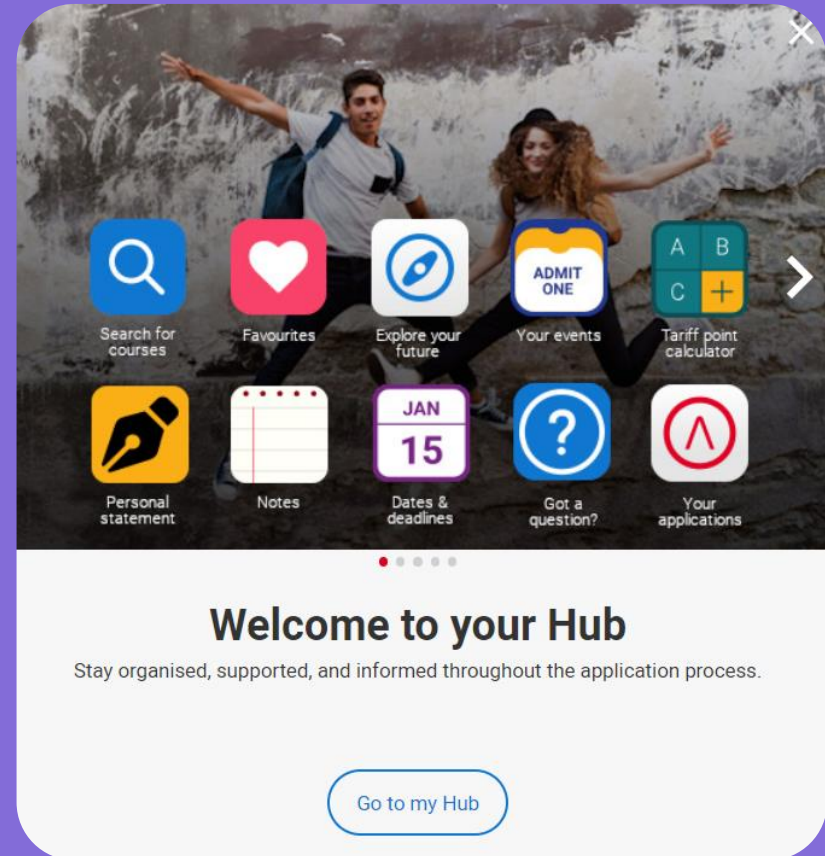 ADMIT
ONE
A B
C +
Search for
courses
Favourites
Explore your
future
Your events
Tariff point
calculator
JAN
15
?
Personal
statement
Notes
Dates &
deadlines
Got a
question?
Your
applications
Welcome to your Hub
Stay organised, supported, and informed throughout the application process.
Go to my Hub